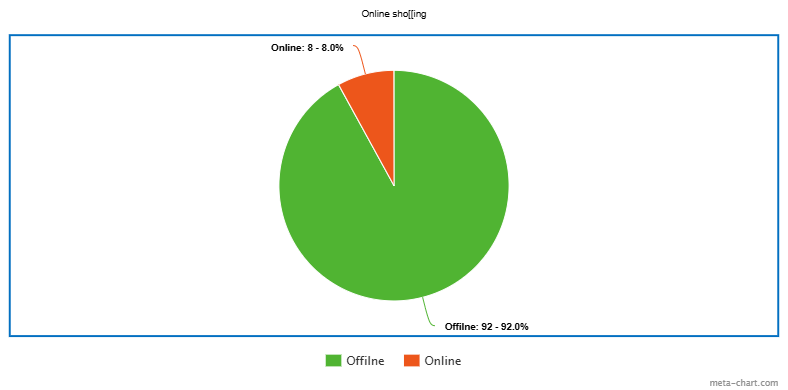 Online sho[[ing
Online: 8 - 8.0%
Offilne: 92 - 92.0%
Offilne
Online
meta-chart.com